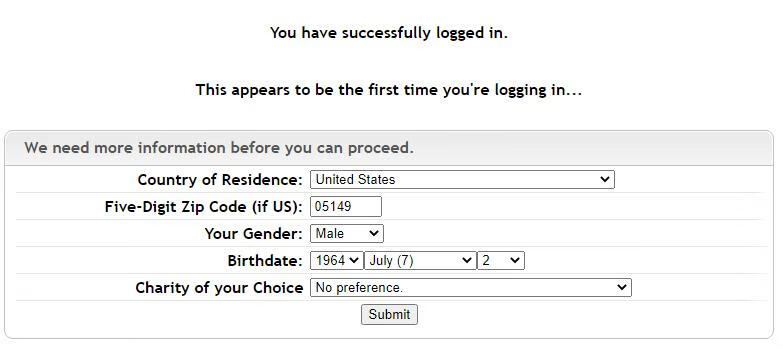 You have successfully logged in.
This appears to be the first time you're logging in...
We need more information before you can proceed.
Country of Residence: United States
Five-Digit Zip Code (if US): 05149
Your Gender: Male
Birthdate: 1964 July (7) 2
Charity of your Choice No preference.
Submit